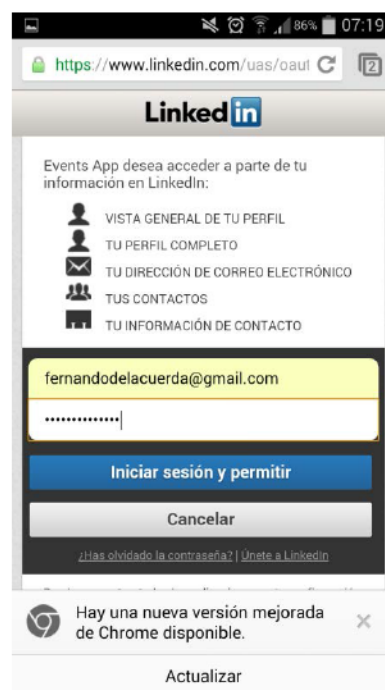 86% 07:19
https://www.linkedin.com/uas/oaut 2
Linked in
Events App desea acceder a parte de tu
información en LinkedIn:
VISTA GENERAL DE TU PERFIL
TU PERFIL COMPLETO
TU DIRECCIÓN DE CORREO ELECTRÓNICO
TUS CONTACTOS
TU INFORMACIÓN DE CONTACTO
fernandodelacuerda@gmail.com
••••••••••••••
Iniciar sesión y permitir
Cancelar
¿Has olvidado la contraseña? | Únete a LinkedIn
Hay una nueva versión mejorada
de Chrome disponible.
Actualizar